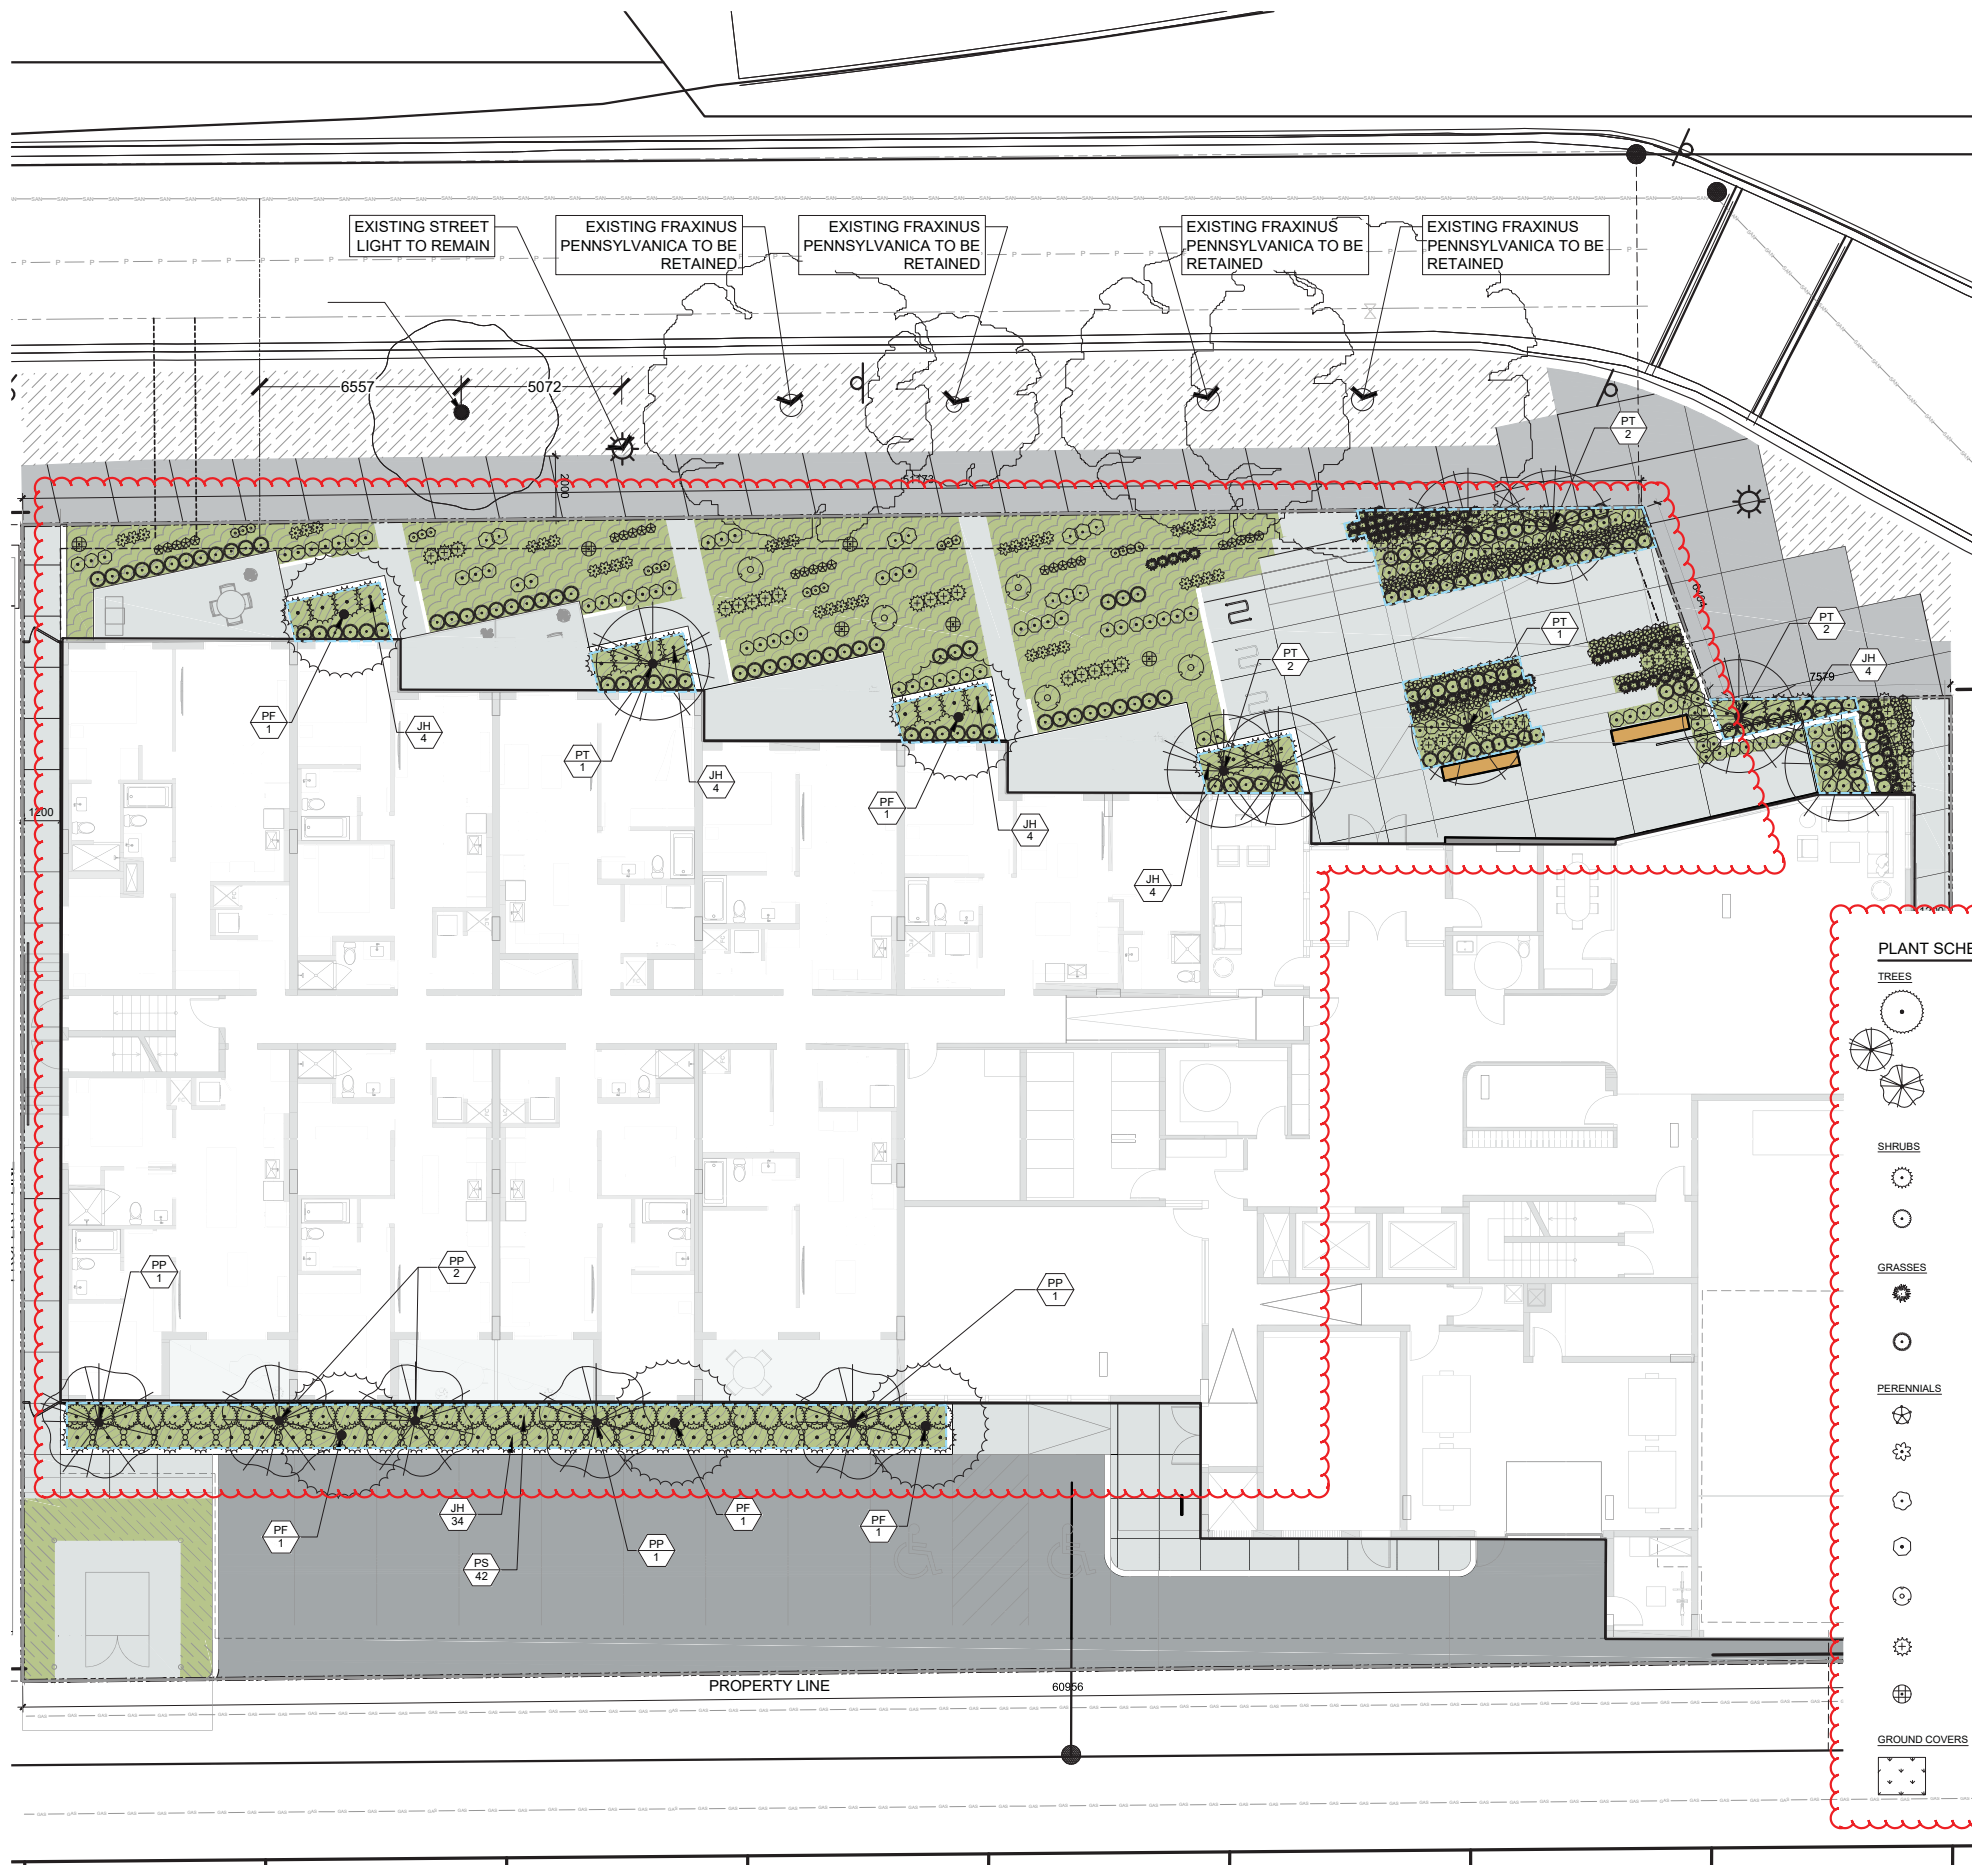 EXISTING STREET
LIGHT TO REMAIN
EXISTING FRAXINUS
PENNSYLVANICA TO BE
RETAINED
EXISTING FRAXINUS
PENNSYLVANICA TO BE
RETAINED
EXISTING FRAXINUS
PENNSYLVANICA TO BE
RETAINED
EXISTING FRAXINUS
PENNSYLVANICA TO BE
RETAINED
6557
5072
2000
51173
PT
2
PT
1
PT
2
PT
2
JH
4
7579
PF
1
JH
4
PT
1
JH
4
PF
1
JH
4
JH
4
1200
PLANT SCHE
TREES
SHRUBS
GRASSES
PERENNIALS
GROUND COVERS
PP
1
PP
2
PP
1
PF
1
JH
34
PS
42
PP
1
PF
1
PF
1
PROPERTY LINE
60956